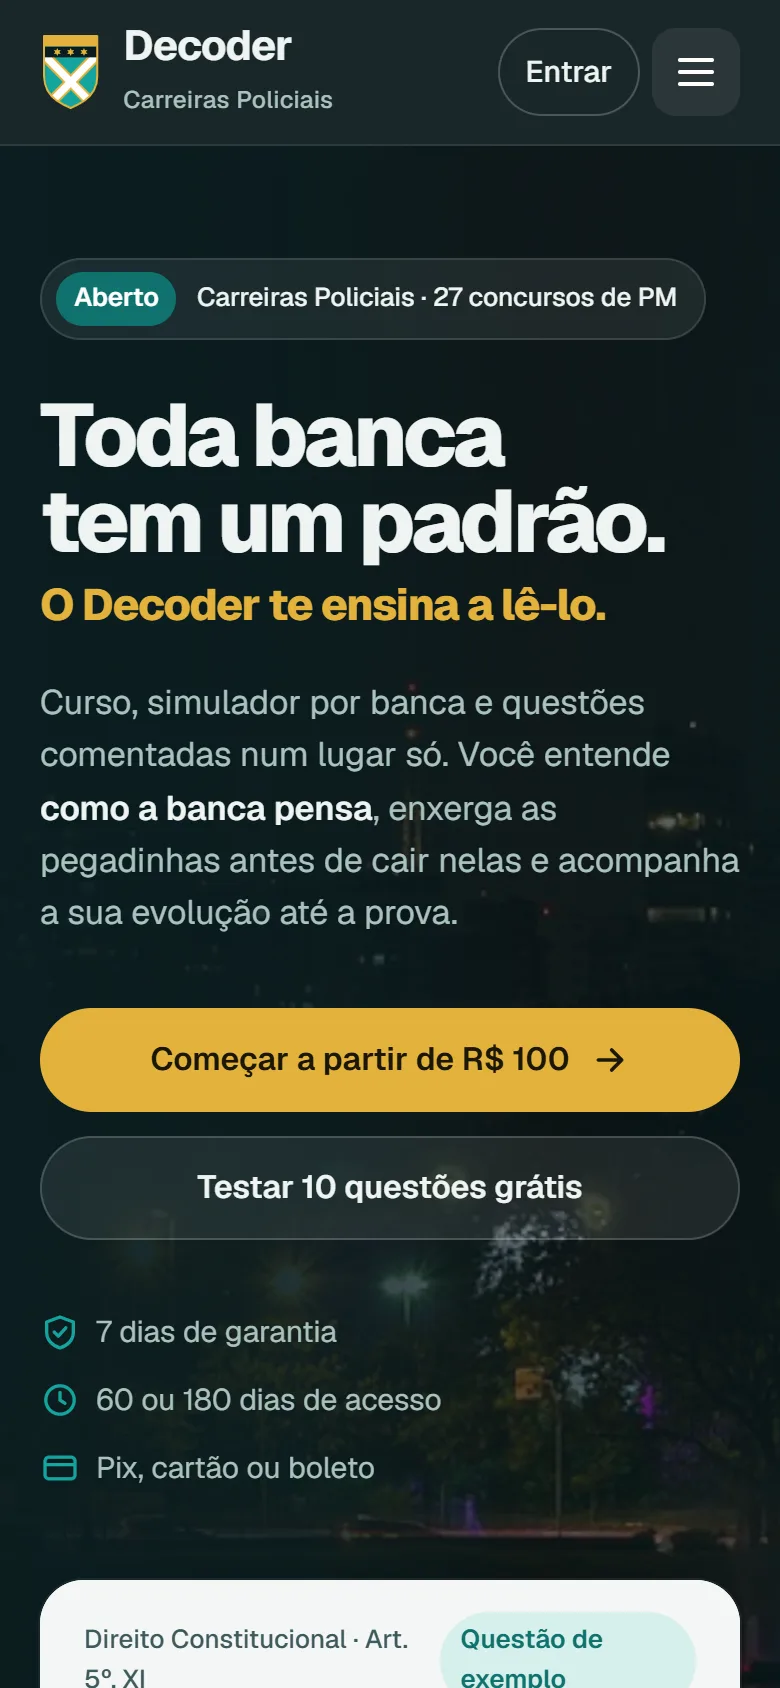 Decoder
Carreiras Policiais
Entrar
Aberto
Carreiras Policiais · 27 concursos de PM
Toda banca
tem um padrão.
O Decoder te ensina a lê-lo.
Curso, simulador por banca e questões
comentadas num lugar só. Você entende
como a banca pensa, enxerga as
pegadinhas antes de cair nelas e acompanha
a sua evolução até a prova.
Começar a partir de R$ 100 →
Testar 10 questões grátis
7 dias de garantia
60 ou 180 dias de acesso
Pix, cartão ou boleto
Direito Constitucional · Art.
5º, XI
Questão de
exemplo